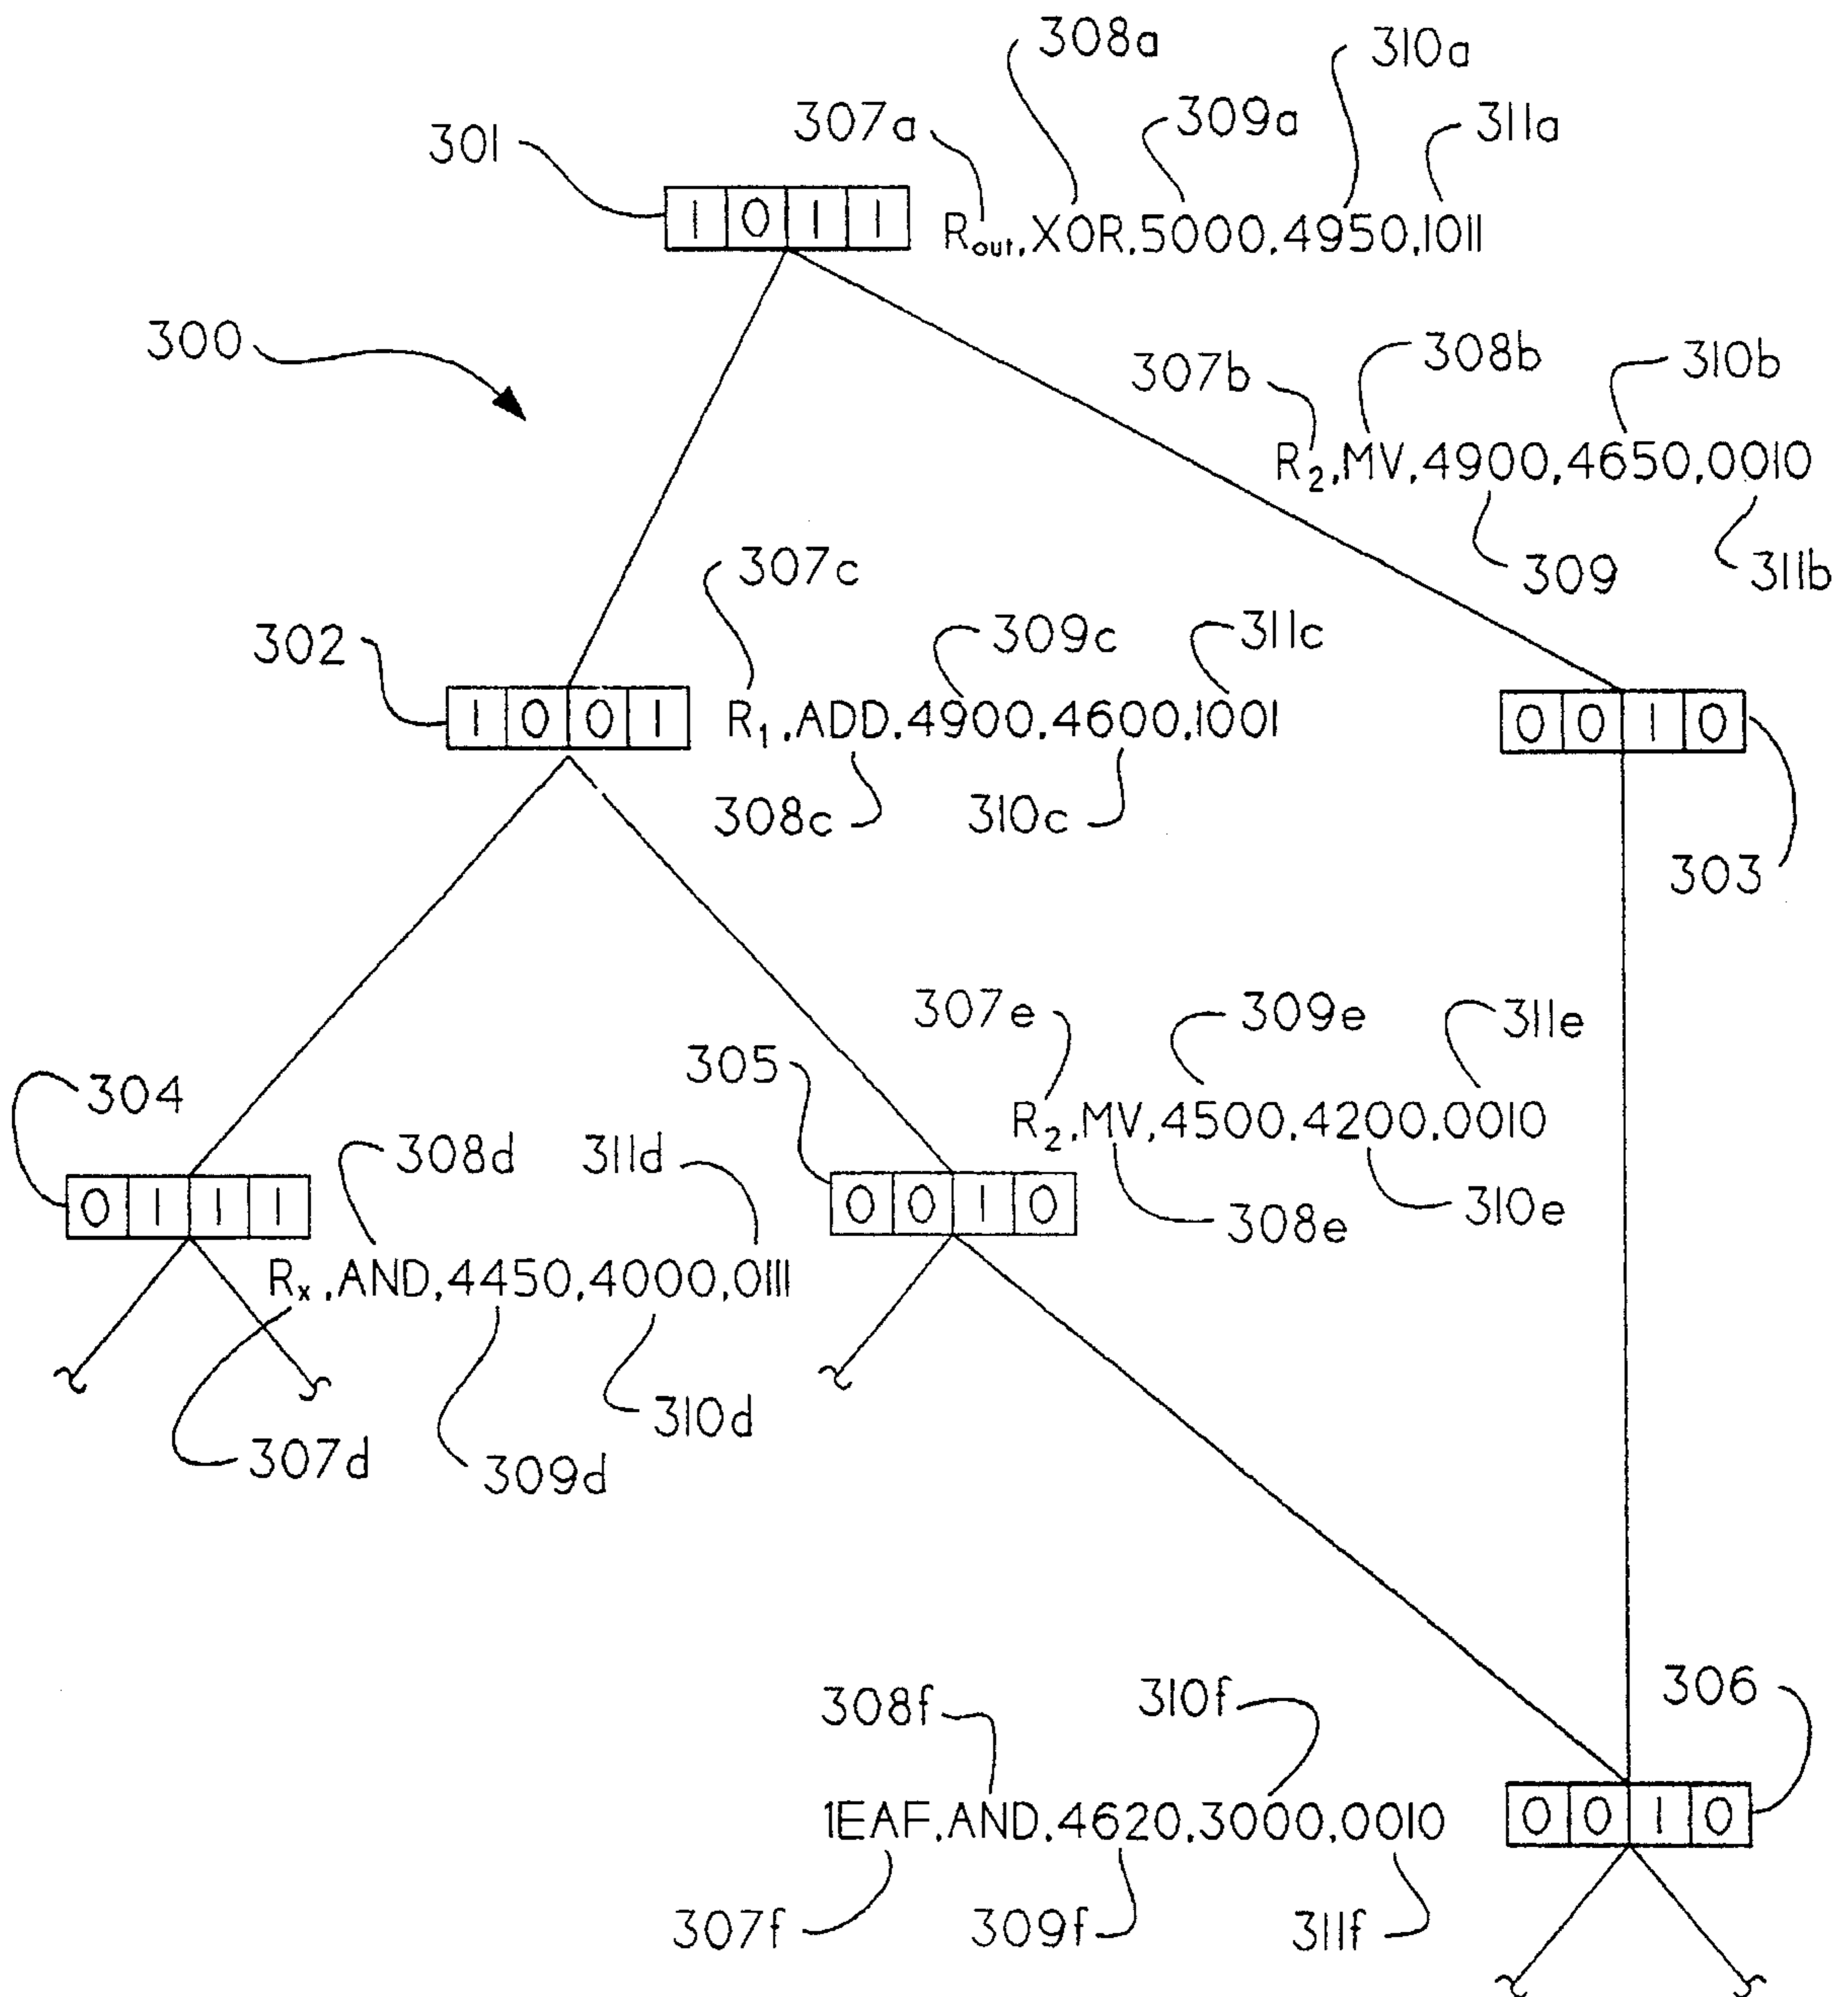 308a
310a
307a
309a
311a
301
1 0 1 1
Rout,XOR,5000,4950,1011
300
308b
310b
307b
R2,MV,4900,4650,0010
307c
309
311b
302
309c
311c
1 0 0 1
R1,ADD,4900,4600,1001
0 0 1 0
308c
310c
303
307e
309e
311e
305
304
R2,MV,4500,4200,0010
308d
311d
0 1 1 1
0 0 1 0
308e
310e
Rx,AND,4450,4000,0111
310d
307d
309d
306
308f
310f
1EAF,AND,4620,3000,0010
0 0 1 0
307f
309f
311f